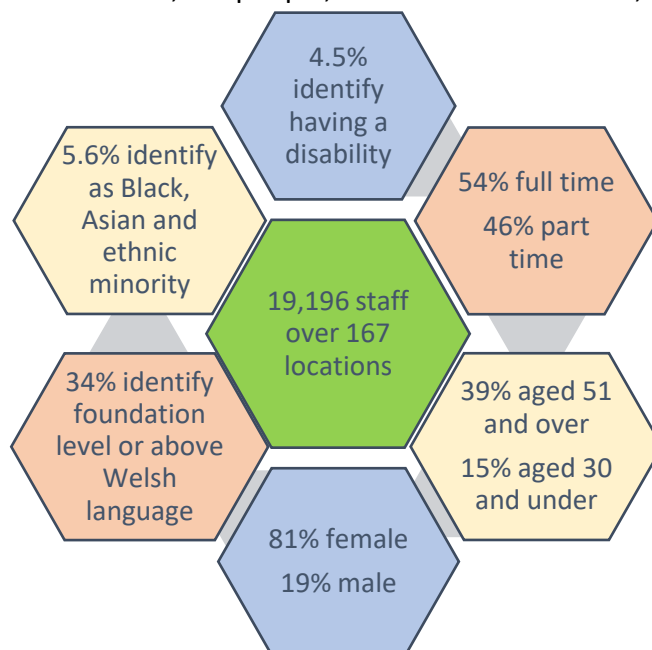 4.5%
identify
having a
disability
5.6% identify
as Black,
Asian and
ethnic
minority
54% full time
46% part
time
19,196 staff
over 167
locations
34% identify
foundation
level or above
Welsh
language
39% aged 51
and over
15% aged 30
and under
81% female
19% male